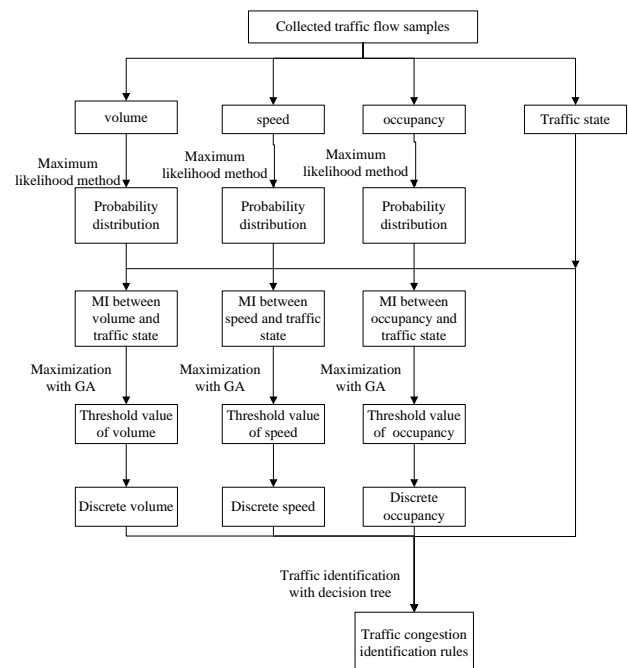 Collected traffic flow samples
volume
speed
occupancy
Traffic state
Maximum
likelihood method
Maximum
likelihood method
Maximum
likelihood method
Probability
distribution
Probability
distribution
Probability
distribution
MI between
volume and
traffic state
MI between
speed and traffic
state
MI between
occupancy and
traffic state
Maximization
with GA
Maximization
with GA
Maximization
with GA
Threshold value
of volume
Threshold value
of speed
Threshold value
of occupancy
Discrete volume
Discrete speed
Discrete
occupancy
Traffic identification
with decision tree
Traffic congestion
identification rules